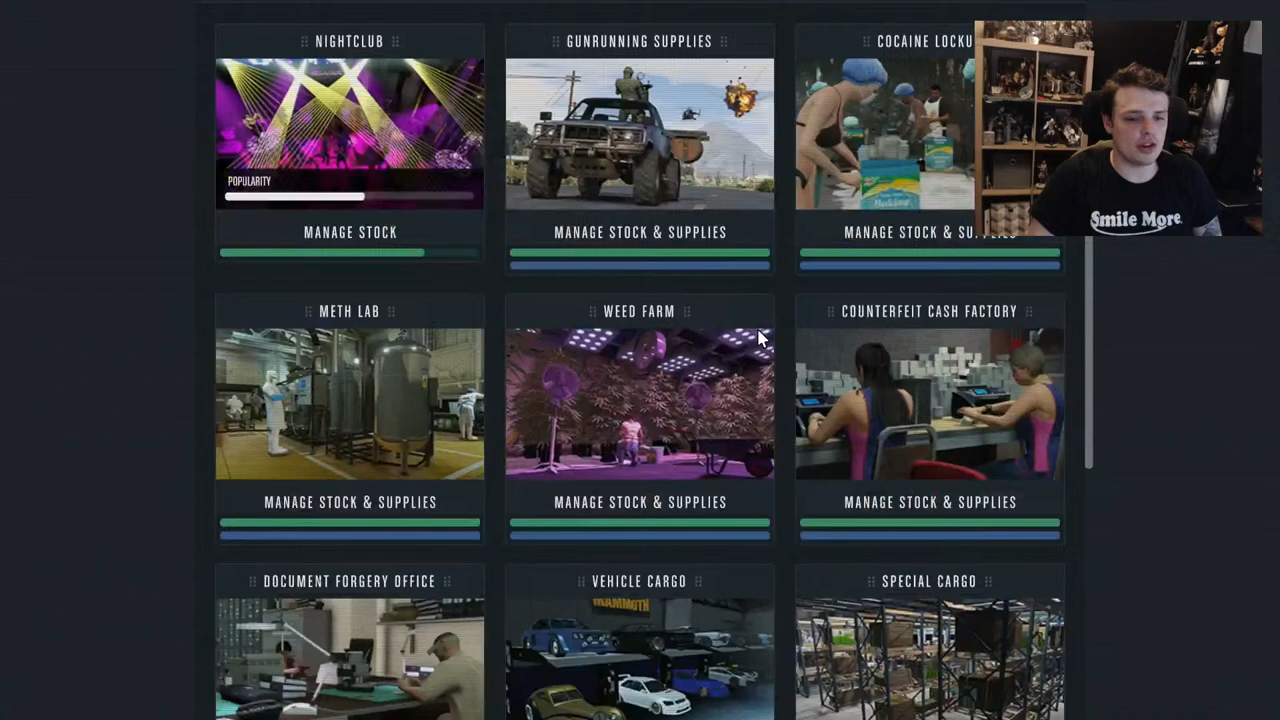 NIGHTCLUB
GUNRUNNING SUPPLIES
COCAINE LOCKU
POPULARITY
Smile More.
MANAGE STOCK
MANAGE STOCK & SUPPLIES
MANAGE STOCK & SUPPLIES
METH LAB
WEED FARM
COUNTERFEIT CASH FACTORY
MANAGE STOCK & SUPPLIES
MANAGE STOCK & SUPPLIES
MANAGE STOCK & SUPPLIES
DOCUMENT FORGERY OFFICE
VEHICLE CARGO
SPECIAL CARGO
MAMMOTH